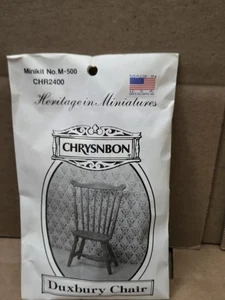 Minikit No. M-500
CHR2400
Heritage in Miniatures
CHRYSNBON
Duxbury Chair